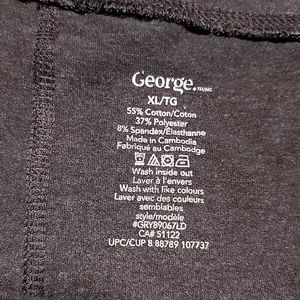 George.
XL/TG
55% Cotton/Coton
37% Polyester
8% Spandex/Élasthanne
Made in Cambodia
Fabriqué au Cambodge
Wash inside out
Laver à l'envers
Wash with like colours
Laver avec des couleurs
semblables
style/modèle
#GRY89067LD
CA# 51122
UPC/CUP 8 88789 107737